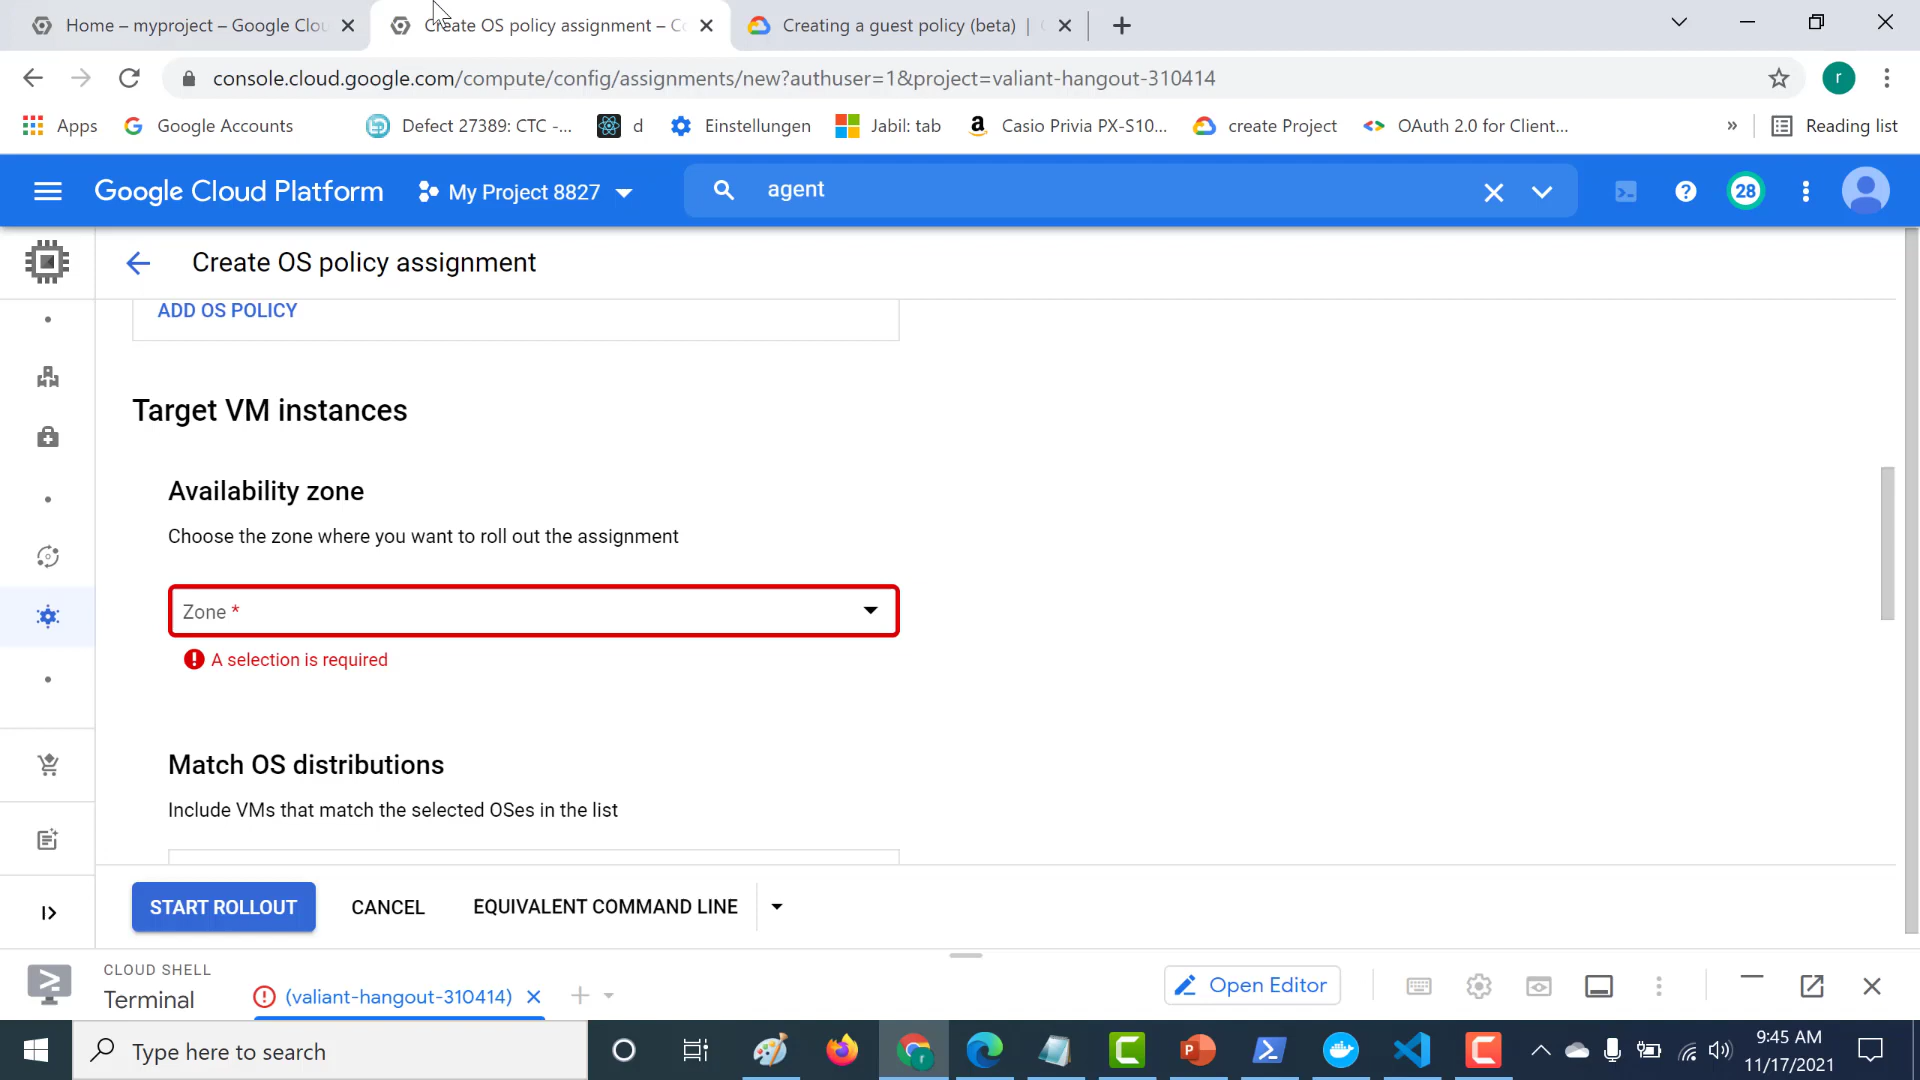 Home – myproject – Google Clou
Create OS policy assignment – Co
Creating a guest policy (beta) |
console.cloud.google.com/compute/config/assignments/new?authuser=1&project=valiant-hangout-310414
r
Apps
Google Accounts
Defect 27389: CTC -...
d
Einstellungen
Jabil: tab
Casio Privia PX-S10...
create Project
OAuth 2.0 for Client...
»
Reading list
Google Cloud Platform
My Project 8827
agent
28
Create OS policy assignment
ADD OS POLICY
Target VM instances
Availability zone
Choose the zone where you want to roll out the assignment
Zone *
A selection is required
Match OS distributions
Include VMs that match the selected OSes in the list
START ROLLOUT
CANCEL
EQUIVALENT COMMAND LINE
CLOUD SHELL
Terminal
(valiant-hangout-310414)
Open Editor
Type here to search
9:45 AM
11/17/2021